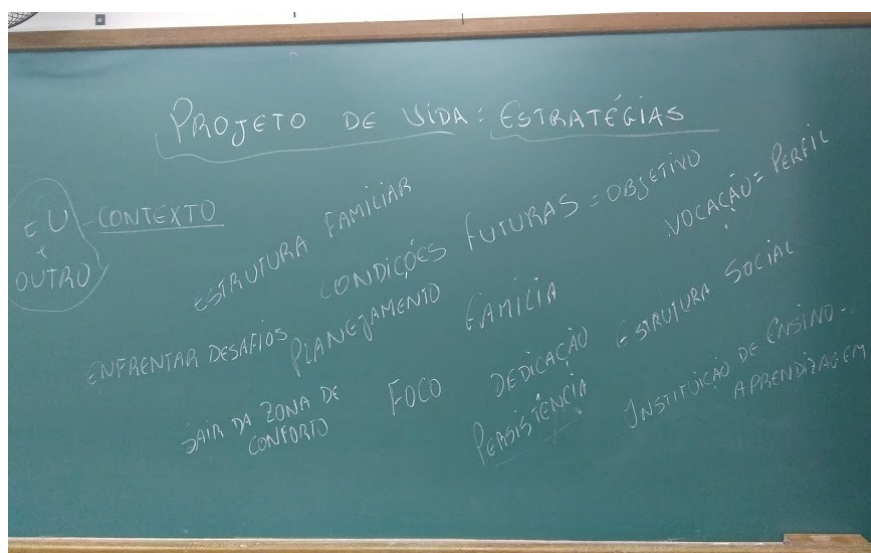 PROJETO DE VIDA: ESTRATÉGIAS
EU
+
OUTRO
CONTEXTO
ESTRUTURA FAMILIAR
CONDIÇÕES FUTURAS = OBJETIVO
VOCAÇÃO = PERFIL
ENFRENTAR DESAFIOS
PLANEJAMENTO
FAMILIA
ESTRUTURA SOCIAL
SAIR DA ZONA DE
CONFORTO
FOCO
DEDICAÇÃO
PERSISTÊNCIA
INSTITUIÇÃO DE ENSINO-
APRENDIZAGEM